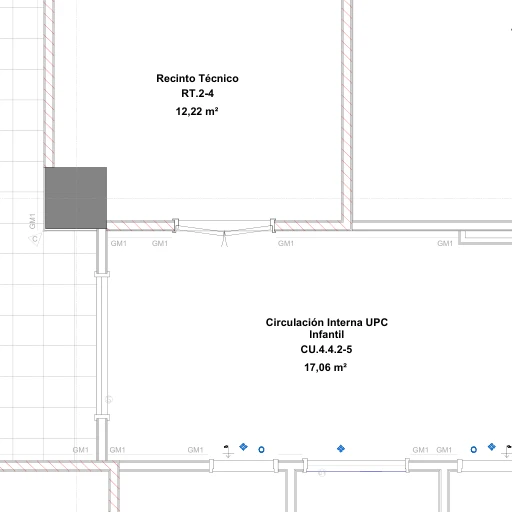 Recinto Técnico
RT.2-4
12,22 m²
GM1
GM1
GM1
GM1
GM1
Circulación Interna UPC
Infantil
CU.4.4.2-5
17,06 m²
GM1
GM1
GM1
GM1
GM1